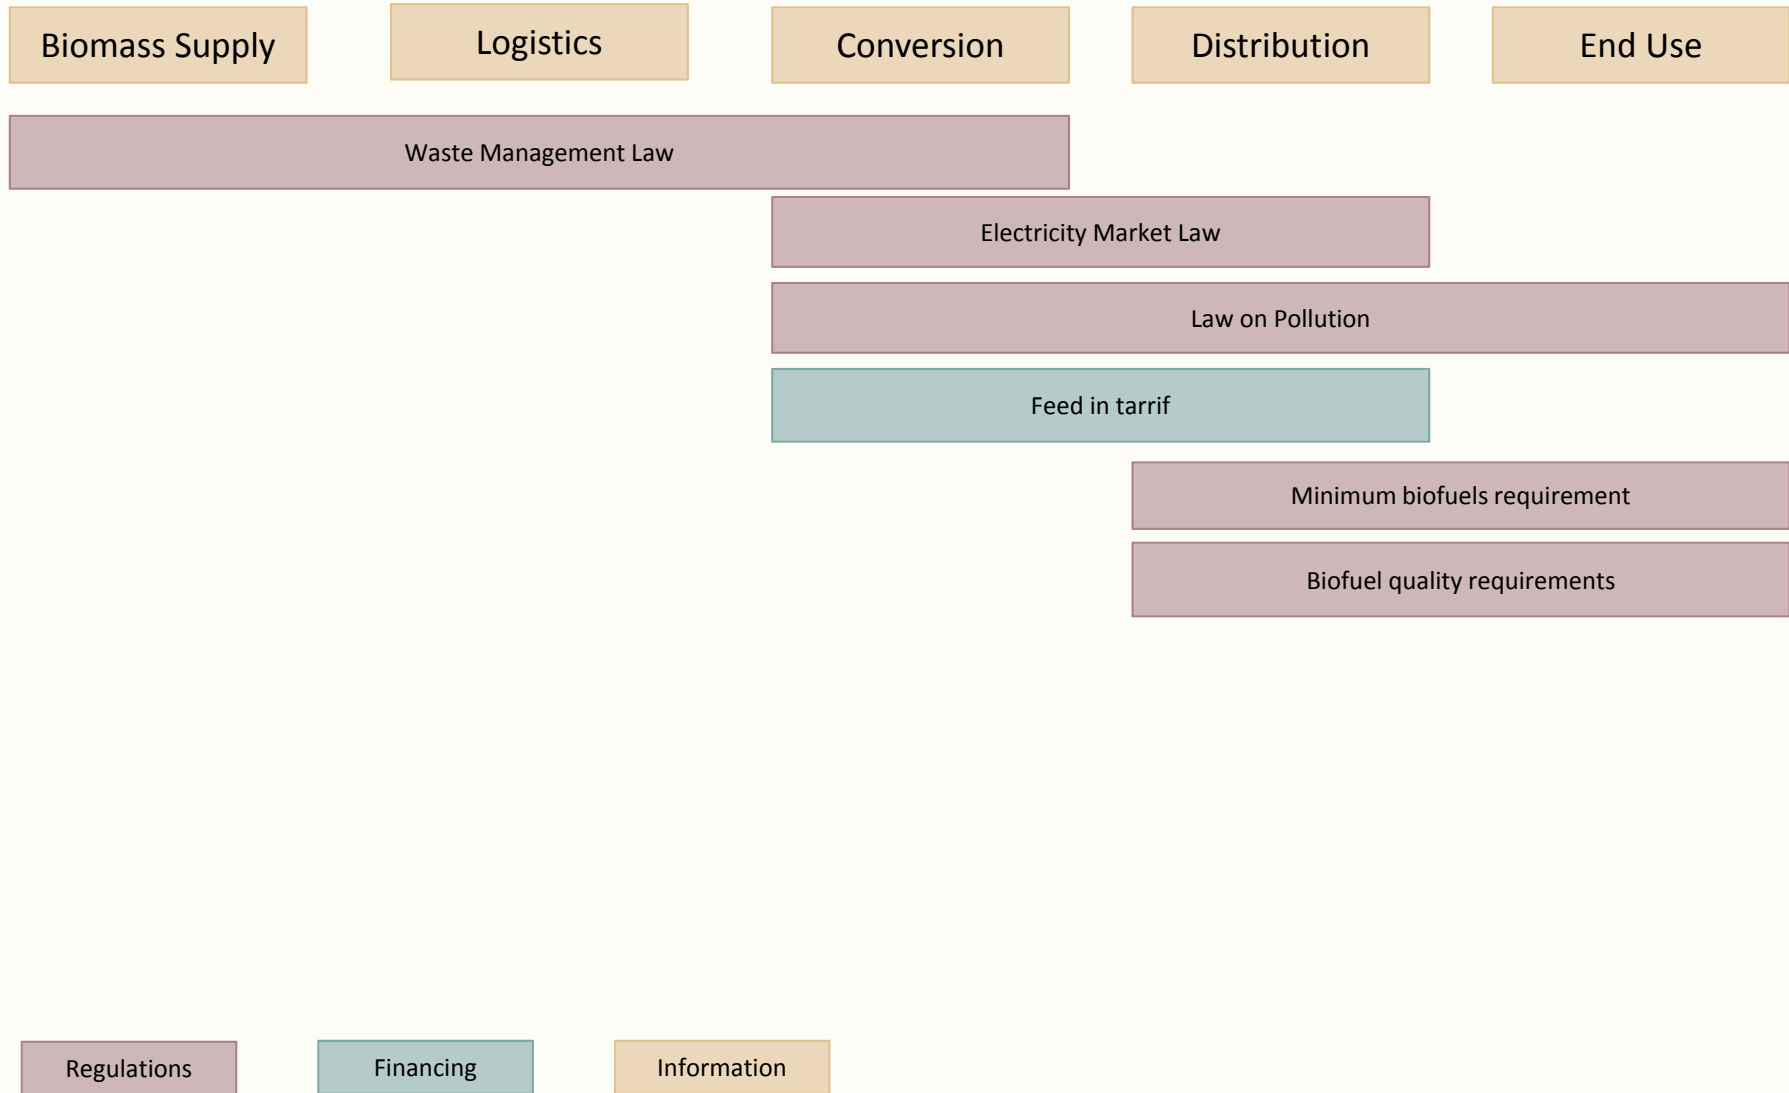 Biomass Supply
Logistics
Conversion
Distribution
End Use
Waste Management Law
Electricity Market Law
Law on Pollution
Feed in tarrif
Minimum biofuels requirement
Biofuel quality requirements
Regulations
Financing
Information